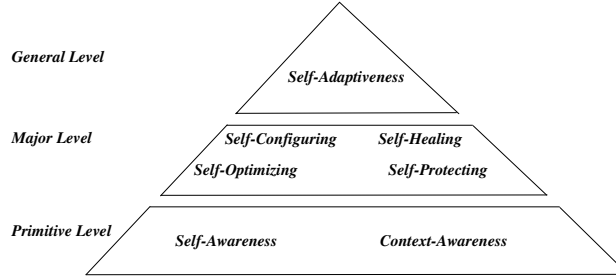 General Level
Self-Adaptiveness
Major Level
Self-Configuring Self-Healing
Self-Optimizing Self-Protecting
Primitive Level
Self-Awareness Context-Awareness